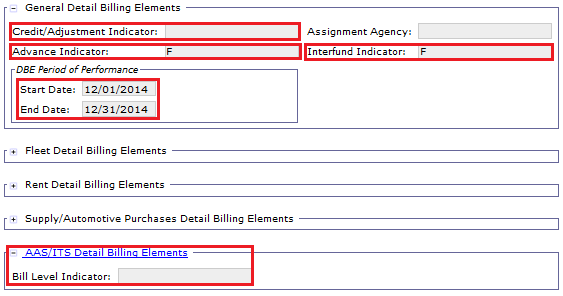 General Detail Billing Elements
Credit/Adjustment Indicator: Assignment Agency:
Advance Indicator: F Interfund Indicator: F
DBE Period of Performance
Start Date: 12/01/2014
End Date: 12/31/2014
Fleet Detail Billing Elements
Rent Detail Billing Elements
Supply/Automotive Purchases Detail Billing Elements
AAS/ITS Detail Billing Elements
Bill Level Indicator: